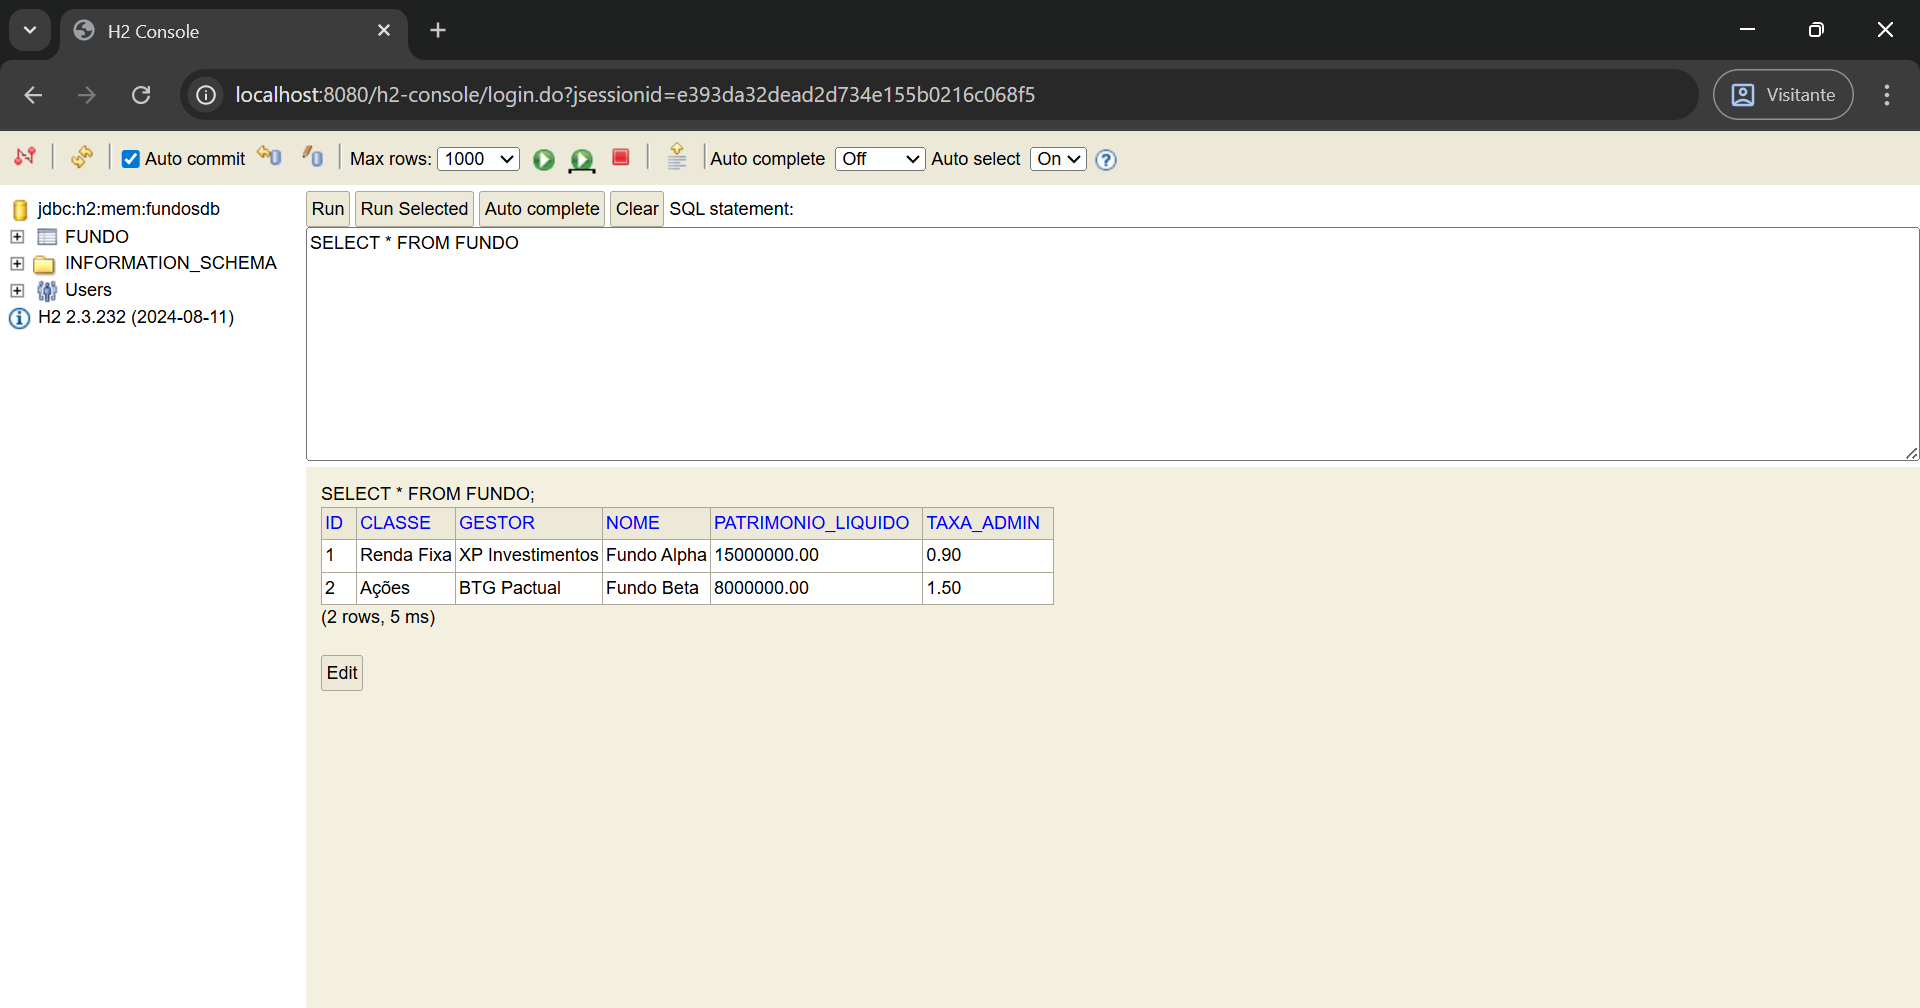 H2 Console
localhost:8080/h2-console/login.do?jsessionid=e393da32dead2d734e155b0216c068f5
Visitante
Auto commit
Max rows: 1000
Auto complete Off
Auto select On
jdbc:h2:mem:fundosdb
FUNDO
INFORMATION_SCHEMA
Users
H2 2.3.232 (2024-08-11)
Run Run Selected Auto complete Clear SQL statement:
SELECT * FROM FUNDO
SELECT * FROM FUNDO;
ID CLASSE GESTOR NOME PATRIMONIO_LIQUIDO TAXA_ADMIN
1 Renda Fixa XP Investimentos Fundo Alpha 15000000.00 0.90
2 Ações BTG Pactual Fundo Beta 8000000.00 1.50
(2 rows, 5 ms)
Edit